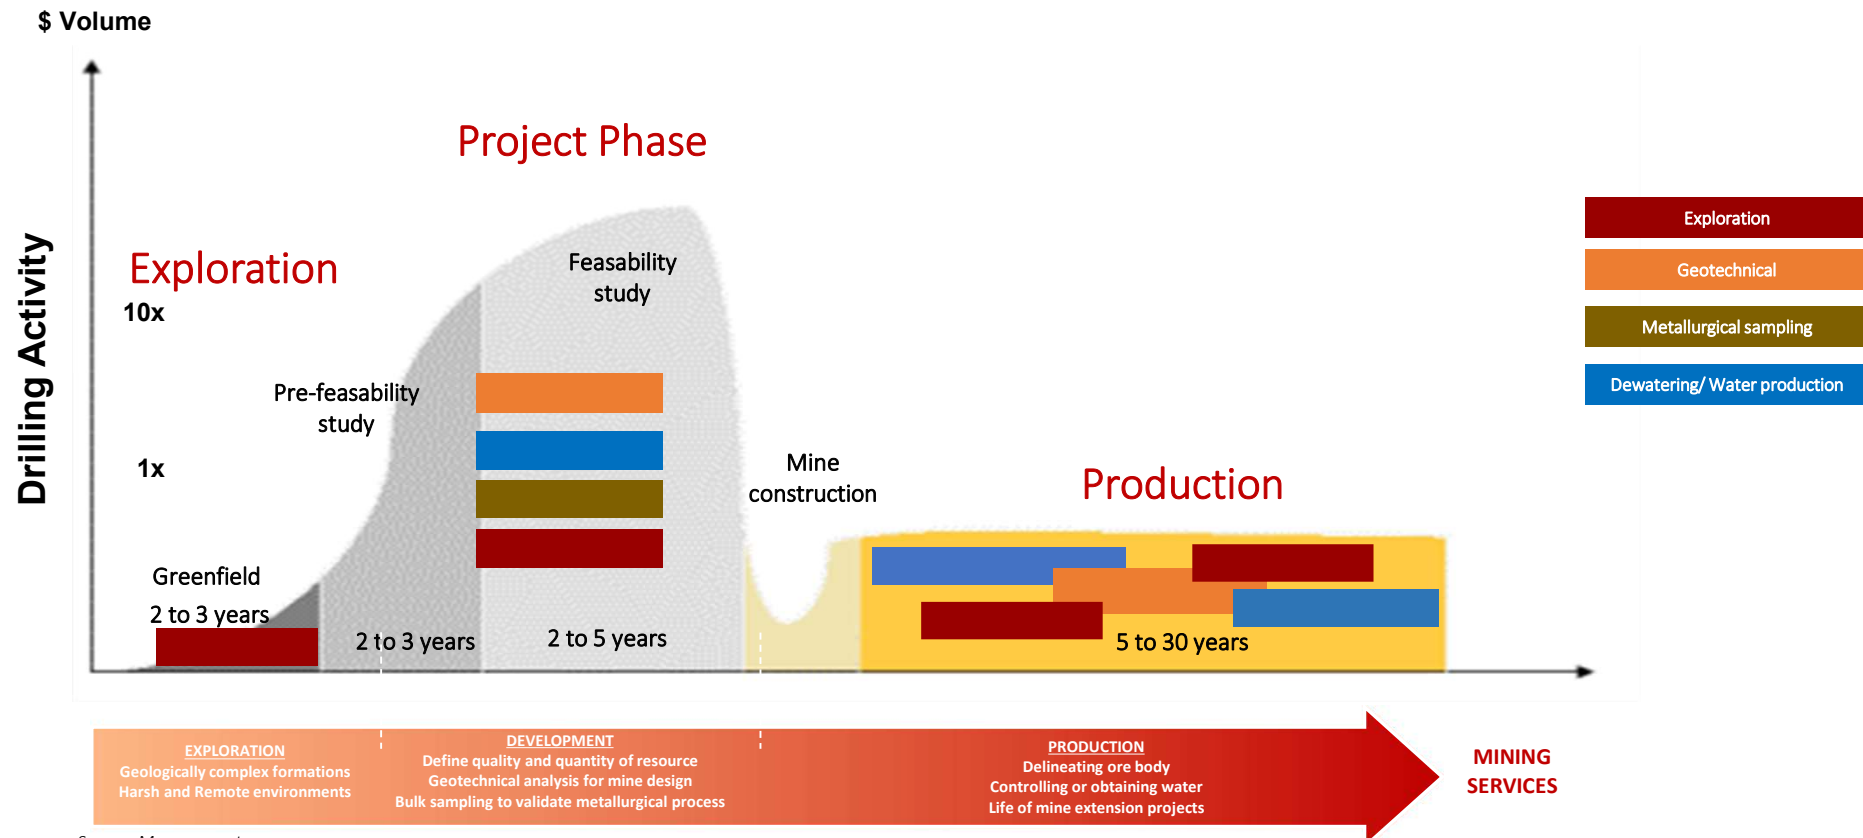 $ Volume
Drilling Activity
Project Phase
Exploration
10x
1x
Feasability
study
Pre-feasability
study
Mine
construction
Production
Greenfield
2 to 3 years
2 to 3 years
2 to 5 years
5 to 30 years
Exploration
Geotechnical
Metallurgical sampling
Dewatering/ Water production
EXPLORATION
Geologically complex formations
Harsh and Remote environments
DEVELOPMENT
Define quality and quantity of resource
Geotechnical analysis for mine design
Bulk sampling to validate metallurgical process
PRODUCTION
Delineating ore body
Controlling or obtaining water
Life of mine extension projects
MINING
SERVICES